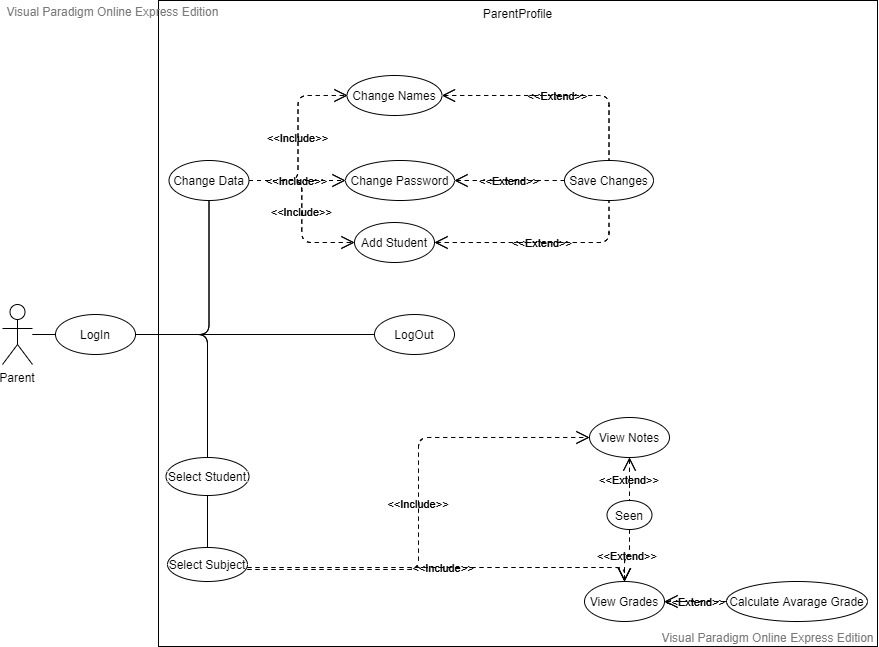 Visual Paradigm Online Express Edition
ParentProfile
Change Names
<<Extend>>
<<Include>>
Change Data
<<Include>>
Change Password
<<Extend>>
Save Changes
<<Include>>
Add Student
<<Extend>>
LogIn
LogOut
Parent
View Notes
Select Student
<<Extend>>
<<Include>>
Seen
<<Extend>>
Select Subject
<<Include>>
View Grades
<<Extend>>
Calculate Avarage Grade
Visual Paradigm Online Express Edition